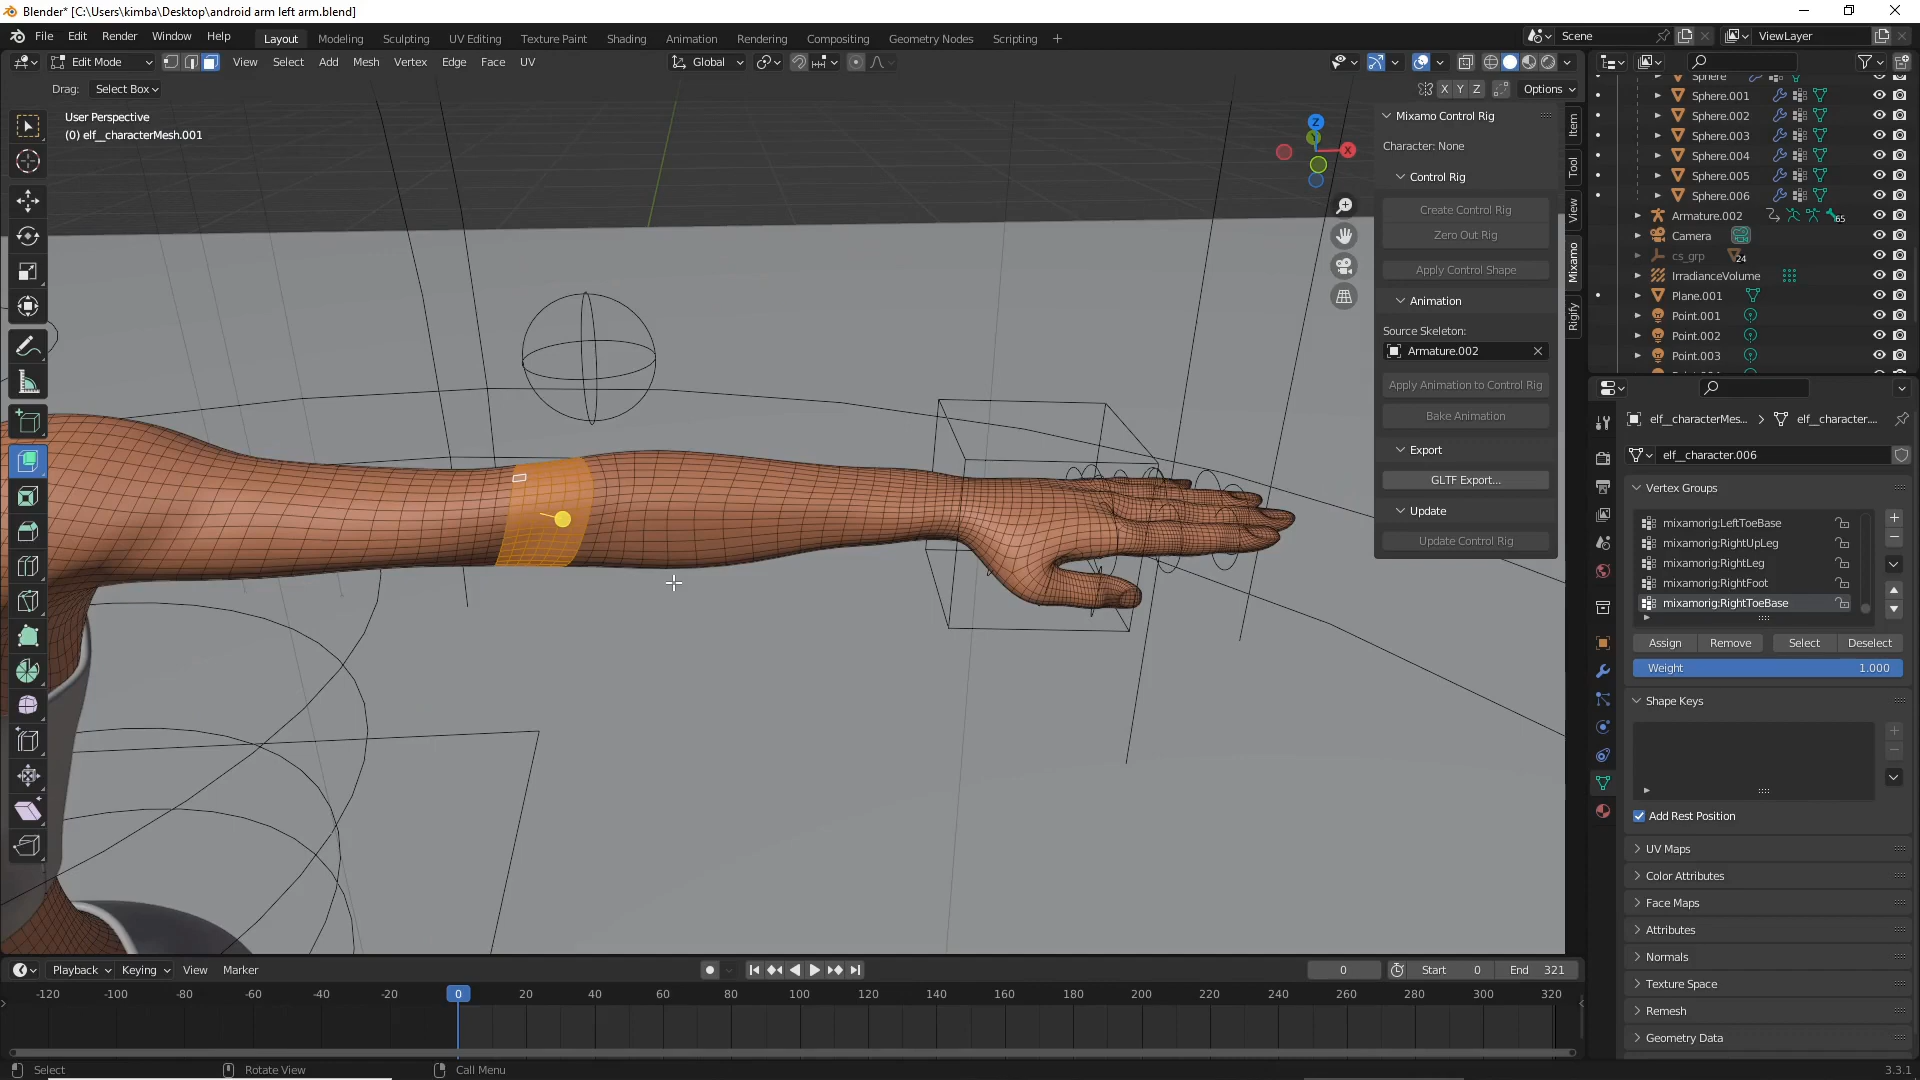 Blender* [C:\Users\kimba\Desktop\android arm left arm.blend]
File Edit Render Window Help
Layout Modeling Sculpting UV Editing Texture Paint Shading Animation Rendering Compositing Geometry Nodes Scripting +
Scene
ViewLayer
Edit Mode
View Select Add Mesh Vertex Edge Face UV
Global
Drag: Select Box
X Y Z
Options
User Perspective
(0) elf__characterMesh.001
Z
X
Mixamo Control Rig
Character: None
Control Rig
Create Control Rig
Zero Out Rig
Apply Control Shape
Animation
Source Skeleton:
Armature.002
Apply Animation to Control Rig
Bake Animation
Export
GLTF Export...
Update
Update Control Rig
Item
Tool
View
Mixamo
Rigify
Sphere
Sphere.001
Sphere.002
Sphere.003
Sphere.004
Sphere.005
Sphere.006
Armature.002 65
Camera
cs_grp 24
IrradianceVolume
Plane.001
Point.001
Point.002
Point.003
elf__characterMes... > elf__character....
elf__character.006
Vertex Groups
mixamorig:LeftToeBase
mixamorig:RightUpLeg
mixamorig:RightLeg
mixamorig:RightFoot
mixamorig:RightToeBase
Assign Remove Select Deselect
Weight 1.000
Shape Keys
Add Rest Position
UV Maps
Color Attributes
Face Maps
Attributes
Normals
Texture Space
Remesh
Geometry Data
Playback Keying View Marker
0 Start 0 End 321
-120 -100 -80 -60 -40 -20 0 20 40 60 80 100 120 140 160 180 200 220 240 260 280 300 320
Select Rotate View Call Menu
3.3.1